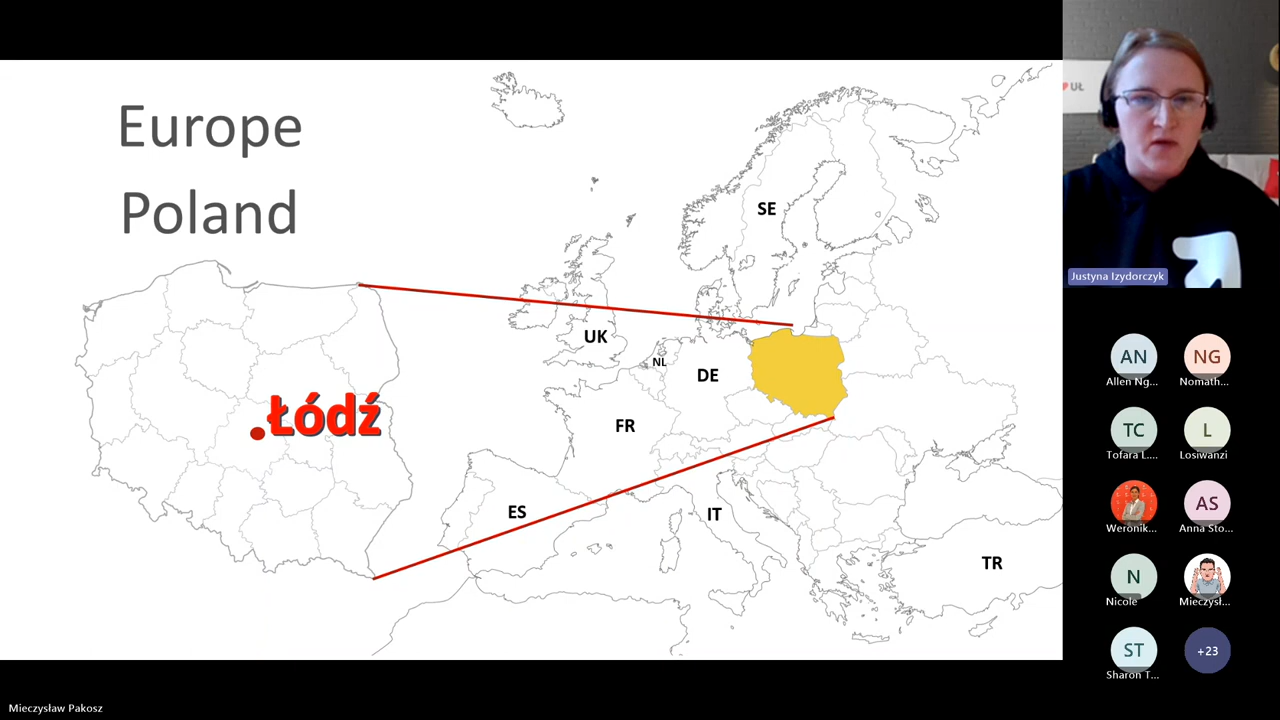 Europe
Poland
.Łódź
SE
UK
NL
DE
FR
ES
IT
TR
UŁ
Justyna Izydorczyk
AN
NG
Allen Ng...
Nomath...
TC
L
Tofara L....
Losiwanzi
AS
Weronik...
Anna Sto...
N
Nicole
Mieczysł...
ST
+23
Sharon T...
Mieczysław Pakosz